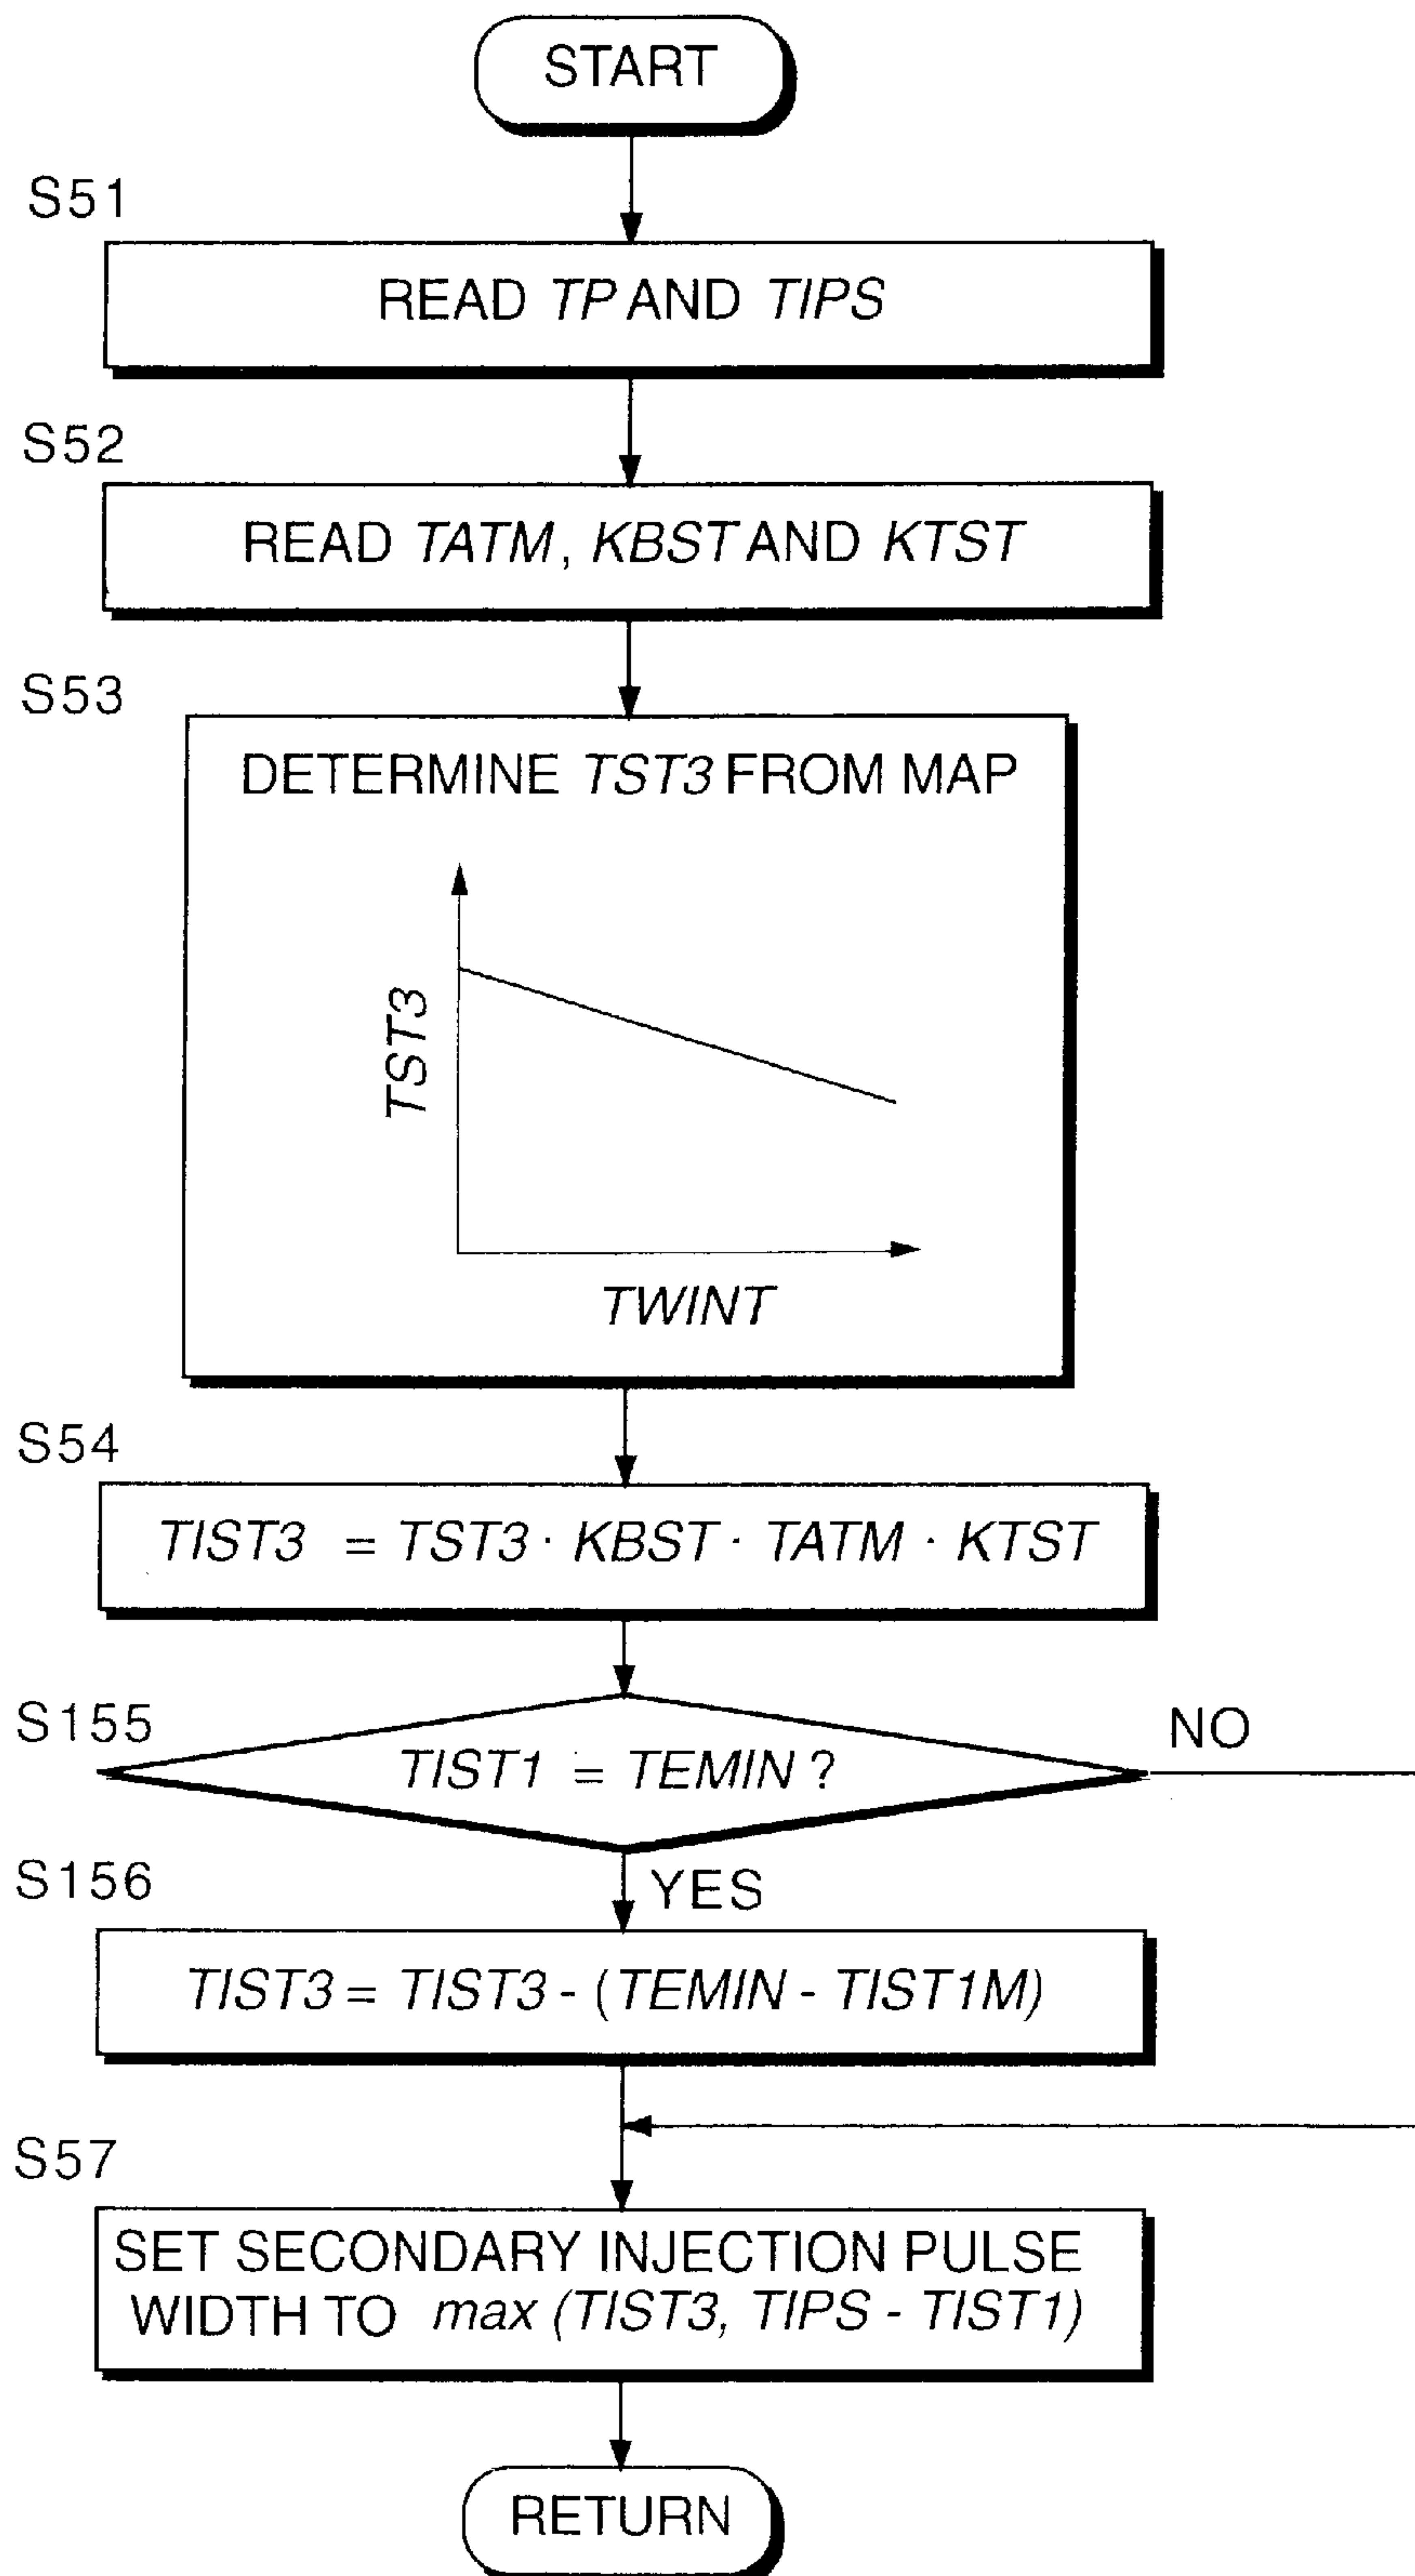 START
S51
READ TP AND TIPS
S52
READ TATM, KBST AND KTST
S53
DETERMINE TST3 FROM MAP
TST3
TWINT
S54
TIST3 = TST3 · KBST · TATM · KTST
S155
TIST1 = TEMIN ?
NO
YES
S156
TIST3 = TIST3 - (TEMIN - TIST1M)
S57
SET SECONDARY INJECTION PULSE
WIDTH TO max (TIST3, TIPS - TIST1)
RETURN